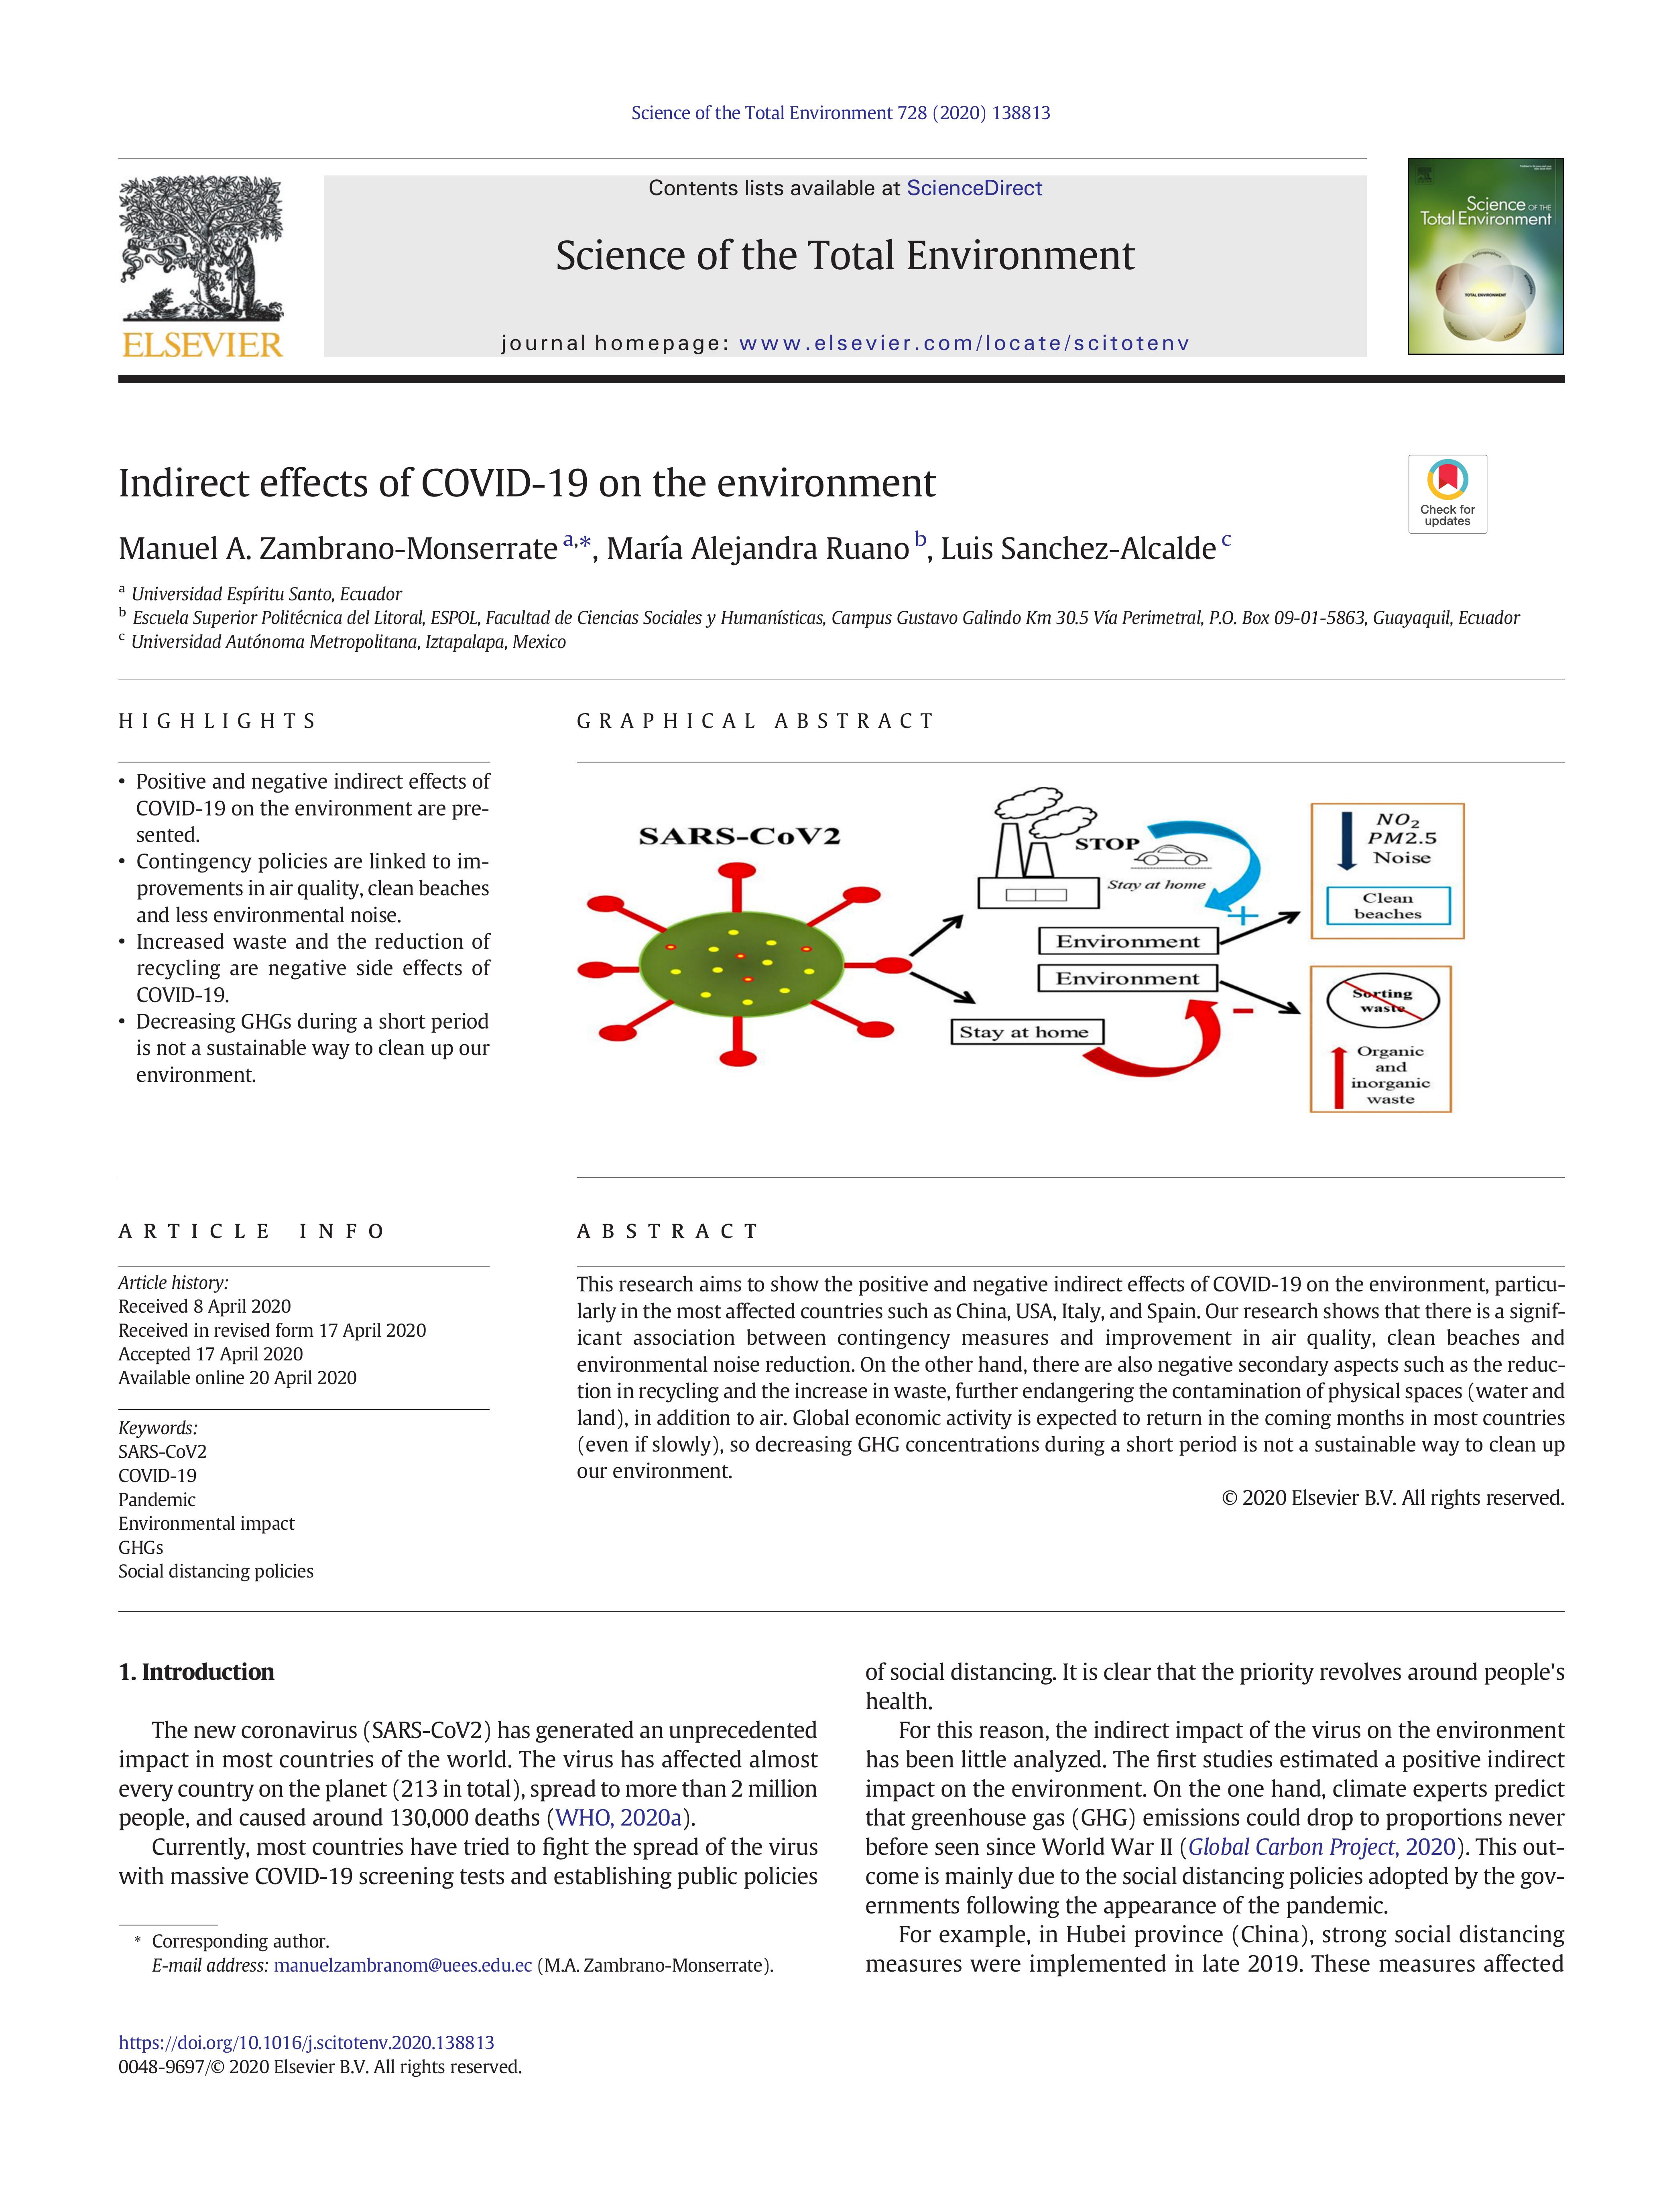 Science of the Total Environment 728 (2020) 138813
Contents lists available at ScienceDirect
Science of the Total Environment
journal homepage: www.elsevier.com/locate/scitotenv
ELSEVIER
Science OF THE
Total Environment
TOTAL ENVIRONMENT
Indirect effects of COVID-19 on the environment
Check for
updates
Manuel A. Zambrano-Monserrate a,*, María Alejandra Ruano b, Luis Sanchez-Alcalde c
a Universidad Espíritu Santo, Ecuador
b Escuela Superior Politécnica del Litoral, ESPOL, Facultad de Ciencias Sociales y Humanísticas, Campus Gustavo Galindo Km 30.5 Vía Perimetral, P.O. Box 09-01-5863, Guayaquil, Ecuador
c Universidad Autónoma Metropolitana, Iztapalapa, Mexico
HIGHLIGHTS
• Positive and negative indirect effects of
COVID-19 on the environment are pre-
sented.
• Contingency policies are linked to im-
provements in air quality, clean beaches
and less environmental noise.
• Increased waste and the reduction of
recycling are negative side effects of
COVID-19.
• Decreasing GHGs during a short period
is not a sustainable way to clean up our
environment.
GRAPHICAL ABSTRACT
SARS-CoV2
STOP
Stay at home
+
Environment
Environment
Stay at home
-
NO2
PM2.5
Noise
Clean
beaches
Sorting
waste
Organic
and
inorganic
waste
ARTICLE INFO
Article history:
Received 8 April 2020
Received in revised form 17 April 2020
Accepted 17 April 2020
Available online 20 April 2020
Keywords:
SARS-CoV2
COVID-19
Pandemic
Environmental impact
GHGs
Social distancing policies
ABSTRACT
This research aims to show the positive and negative indirect effects of COVID-19 on the environment, particu-
larly in the most affected countries such as China, USA, Italy, and Spain. Our research shows that there is a signif-
icant association between contingency measures and improvement in air quality, clean beaches and
environmental noise reduction. On the other hand, there are also negative secondary aspects such as the reduc-
tion in recycling and the increase in waste, further endangering the contamination of physical spaces (water and
land), in addition to air. Global economic activity is expected to return in the coming months in most countries
(even if slowly), so decreasing GHG concentrations during a short period is not a sustainable way to clean up
our environment.
© 2020 Elsevier B.V. All rights reserved.
1. Introduction
The new coronavirus (SARS-CoV2) has generated an unprecedented
impact in most countries of the world. The virus has affected almost
every country on the planet (213 in total), spread to more than 2 million
people, and caused around 130,000 deaths (WHO, 2020a).
Currently, most countries have tried to fight the spread of the virus
with massive COVID-19 screening tests and establishing public policies
of social distancing. It is clear that the priority revolves around people's
health.
For this reason, the indirect impact of the virus on the environment
has been little analyzed. The first studies estimated a positive indirect
impact on the environment. On the one hand, climate experts predict
that greenhouse gas (GHG) emissions could drop to proportions never
before seen since World War II (Global Carbon Project, 2020). This out-
come is mainly due to the social distancing policies adopted by the gov-
ernments following the appearance of the pandemic.
For example, in Hubei province (China), strong social distancing
measures were implemented in late 2019. These measures affected
* Corresponding author.
E-mail address: manuelzambranom@uees.edu.ec (M.A. Zambrano-Monserrate).
https://doi.org/10.1016/j.scitotenv.2020.138813
0048-9697/© 2020 Elsevier B.V. All rights reserved.